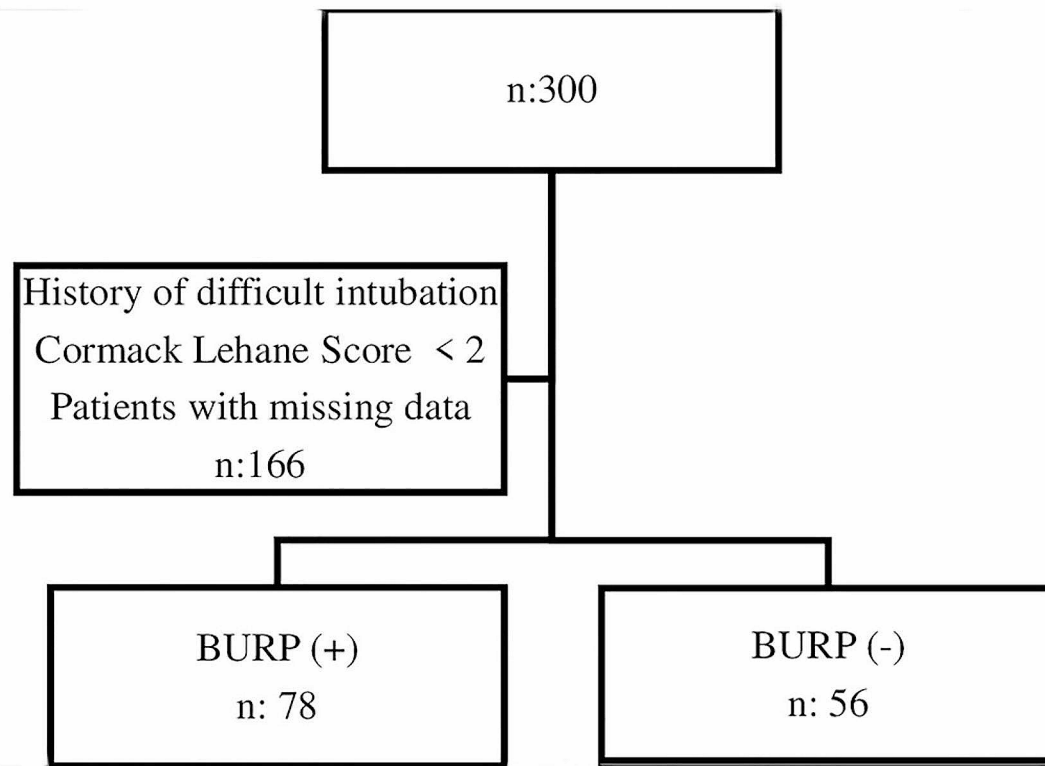 n:300
History of difficult intubation
Cormack Lehane Score < 2
Patients with missing data
n:166
BURP (+)
n: 78
BURP (-)
n: 56